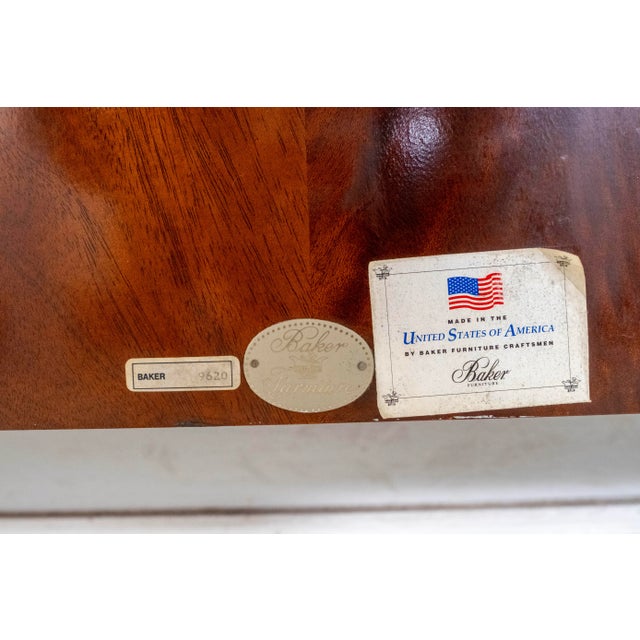 BAKER 9620
Baker
Furniture
MADE IN THE
UNITED STATES OF AMERICA
BY BAKER FURNITURE CRAFTSMEN
Baker
FURNITURE